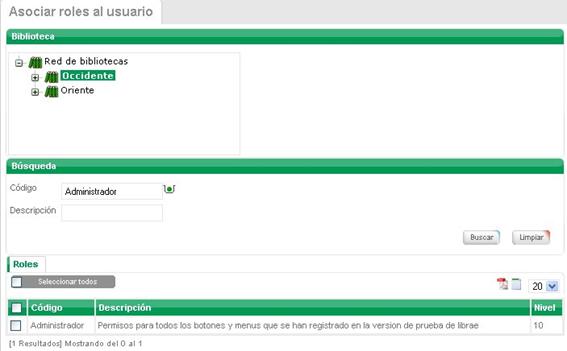 Asociar roles al usuario
Biblioteca
Red de bibliotecas
Occidente
Oriente
Búsqueda
Código Administrador
Descripción
Buscar Limpiar
Roles
Seleccionar todos 20
Código Descripción Nivel
Administrador Permisos para todos los botones y menus que se han registrado en la version de prueba de librae 10
[1 Resultados] Mostrando del 0 al 1